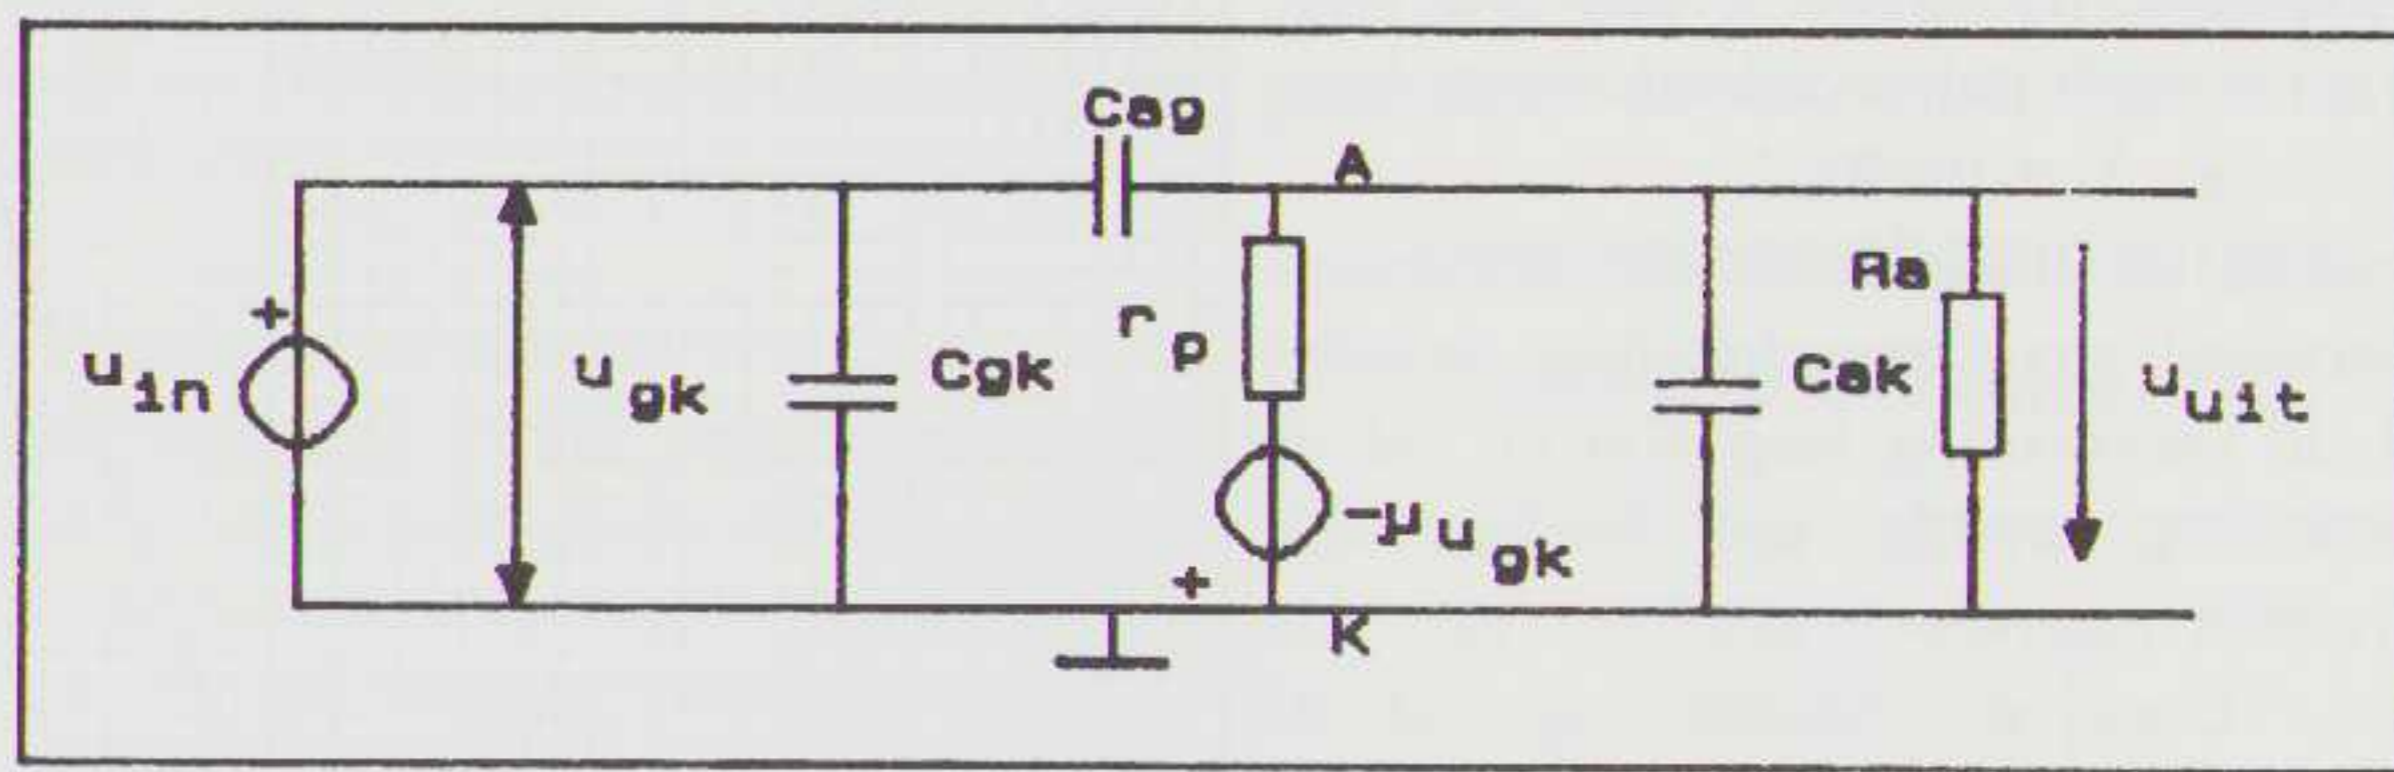 Cag
A
+
u_in
u_gk
Cgk
r_p
-μu_gk
+
K
Cak
Ra
u_uit